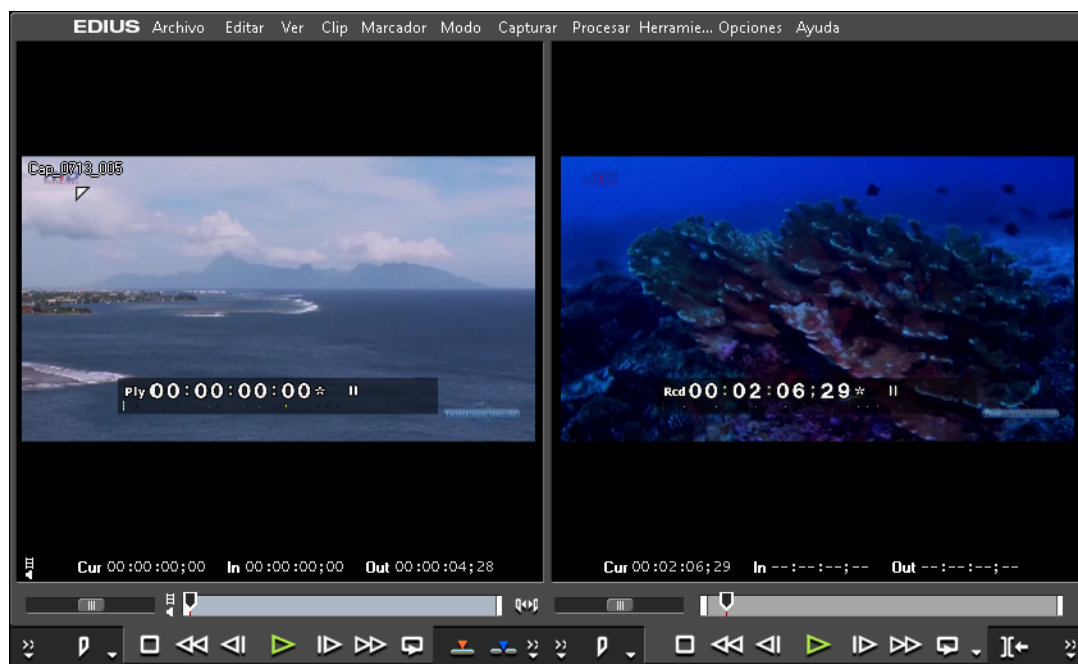 EDIUS Archivo Editar Ver Clip Marcador Modo Capturar Procesar Herramie... Opciones Ayuda
Cap_0713_005
Ply 00:00:00:00*
Rcd 00:02:06;29*
Cur 00:00:00;00 In 00:00:00;00 Out 00:00:04;28
Cur 00:02:06;29 In --:--:--;-- Out --:--:--;--